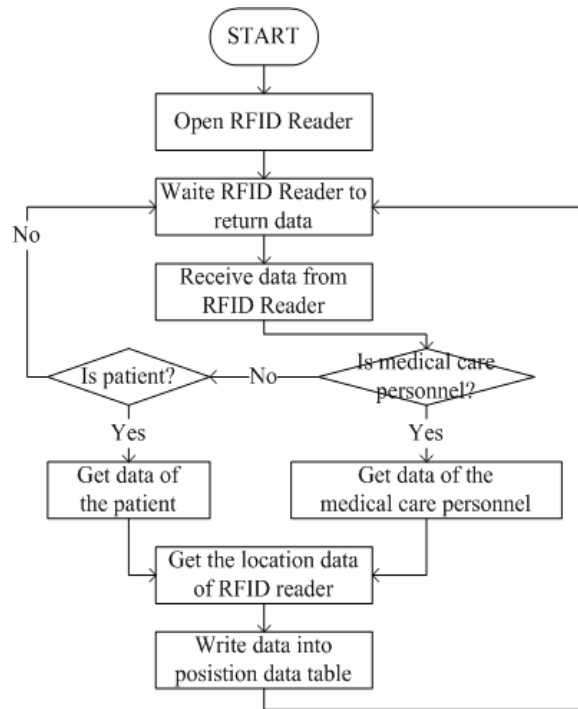 START
Open RFID Reader
Waite RFID Reader to
return data
No
Receive data from
RFID Reader
Is patient?
No
Is medical care
personnel?
Yes
Yes
Get data of
the patient
Get data of the
medical care personnel
Get the location data
of RFID reader
Write data into
posistion data table